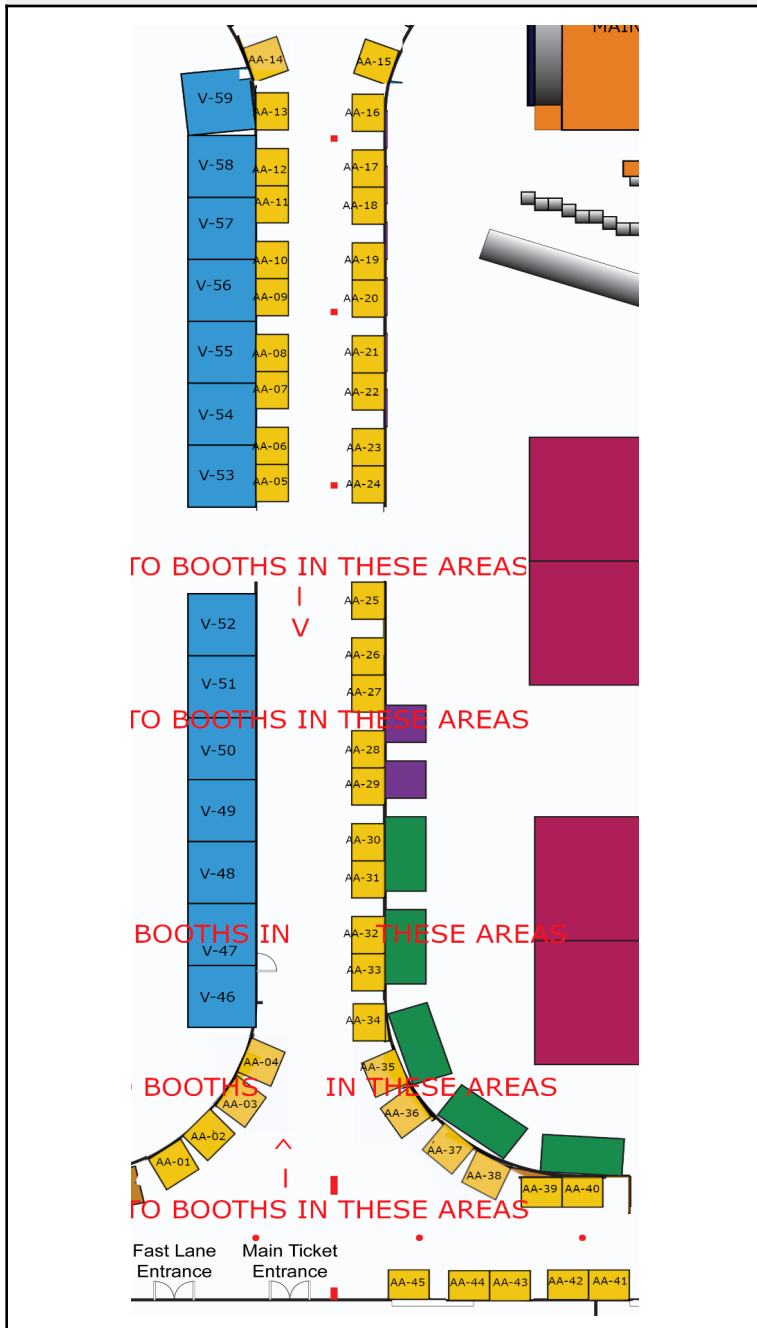 MAIN
AA-14
AA-15
V-59
AA-13
AA-16
V-58
AA-12
AA-17
AA-11
AA-18
V-57
AA-10
AA-19
V-56
AA-09
AA-20
V-55
AA-08
AA-21
AA-07
AA-22
V-54
AA-06
AA-23
V-53
AA-05
AA-24
TO BOOTHS IN THESE AREAS
V-52
AA-25
I
V
AA-26
V-51
AA-27
TO BOOTHS IN THESE AREAS
V-50
AA-28
V-49
AA-29
AA-30
V-48
AA-31
BOOTHS IN THESE AREAS
AA-32
V-47
AA-33
V-46
AA-34
AA-04
AA-35
O BOOTHS IN THESE AREAS
AA-03
AA-36
AA-02
AA-37
^
AA-01
I
AA-38
AA-39
AA-40
TO BOOTHS IN THESE AREAS
Fast Lane
Entrance
Main Ticket
Entrance
AA-45
AA-44
AA-43
AA-42
AA-41